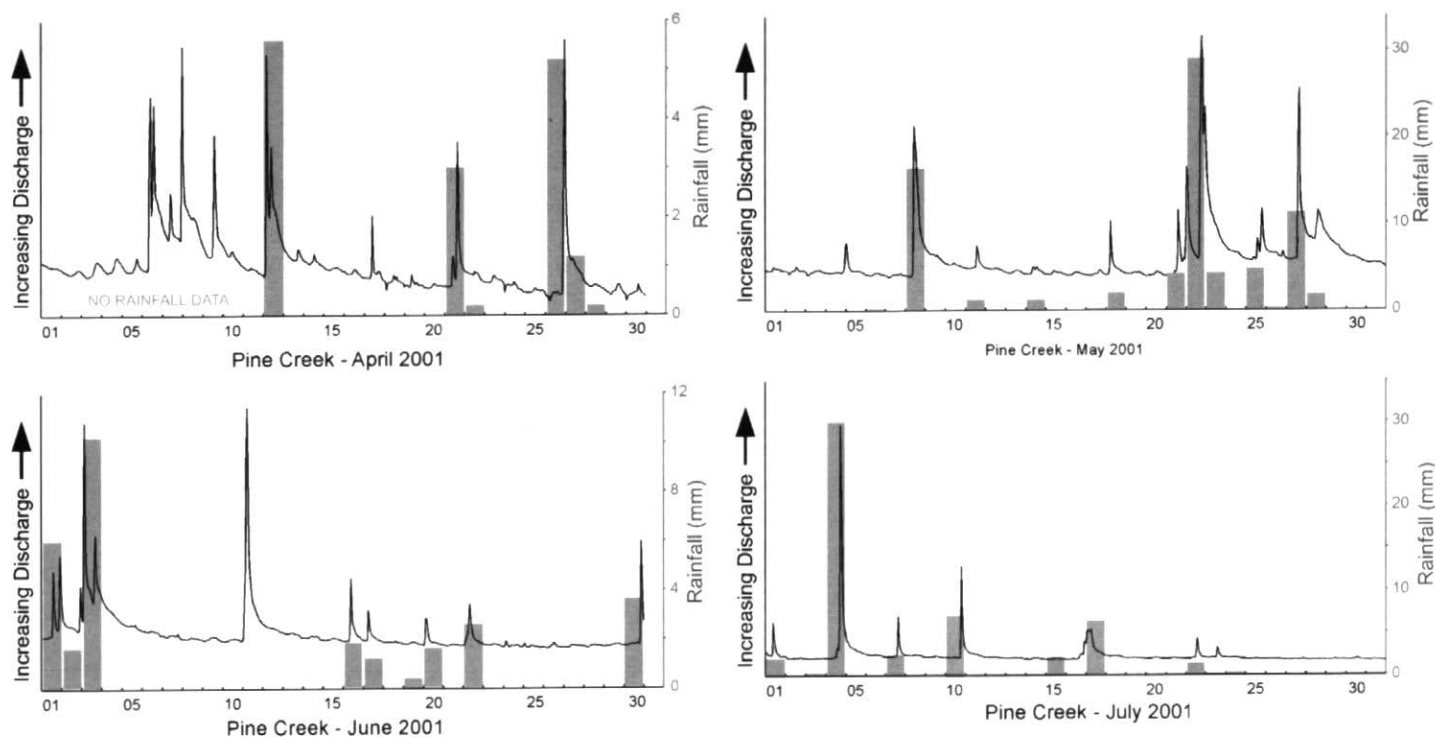 Increasing Discharge
6
4
2
0
Rainfall (mm)
NO RAINFALL DATA
01 05 10 15 20 25 30
Pine Creek - April 2001
Increasing Discharge
30
20
10
0
Rainfall (mm)
01 05 10 15 20 25 30
Pine Creek - May 2001
Increasing Discharge
12
8
4
0
Rainfall (mm)
01 05 10 15 20 25 30
Pine Creek - June 2001
Increasing Discharge
30
20
10
0
Rainfall (mm)
01 05 10 15 20 25 30
Pine Creek - July 2001